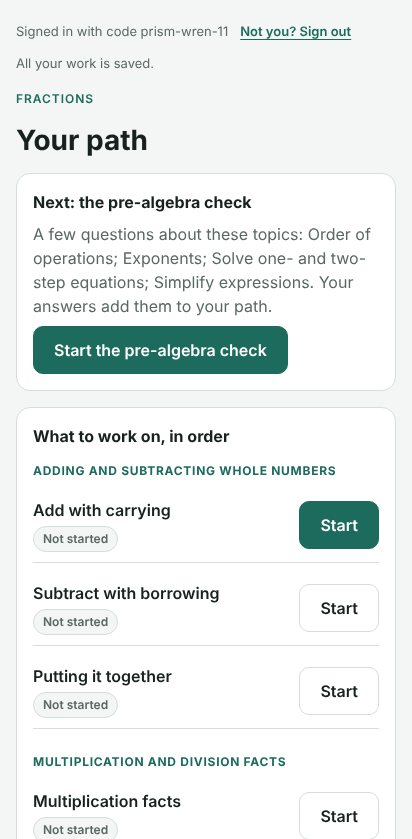 Signed in with code prism-wren-11 Not you? Sign out
All your work is saved.
FRACTIONS
Your path
Next: the pre-algebra check
A few questions about these topics: Order of
operations; Exponents; Solve one- and two-
step equations; Simplify expressions. Your
answers add them to your path.
Start the pre-algebra check
What to work on, in order
ADDING AND SUBTRACTING WHOLE NUMBERS
Add with carrying
Not started
Start
Subtract with borrowing
Not started
Start
Putting it together
Not started
Start
MULTIPLICATION AND DIVISION FACTS
Multiplication facts
Not started
Start